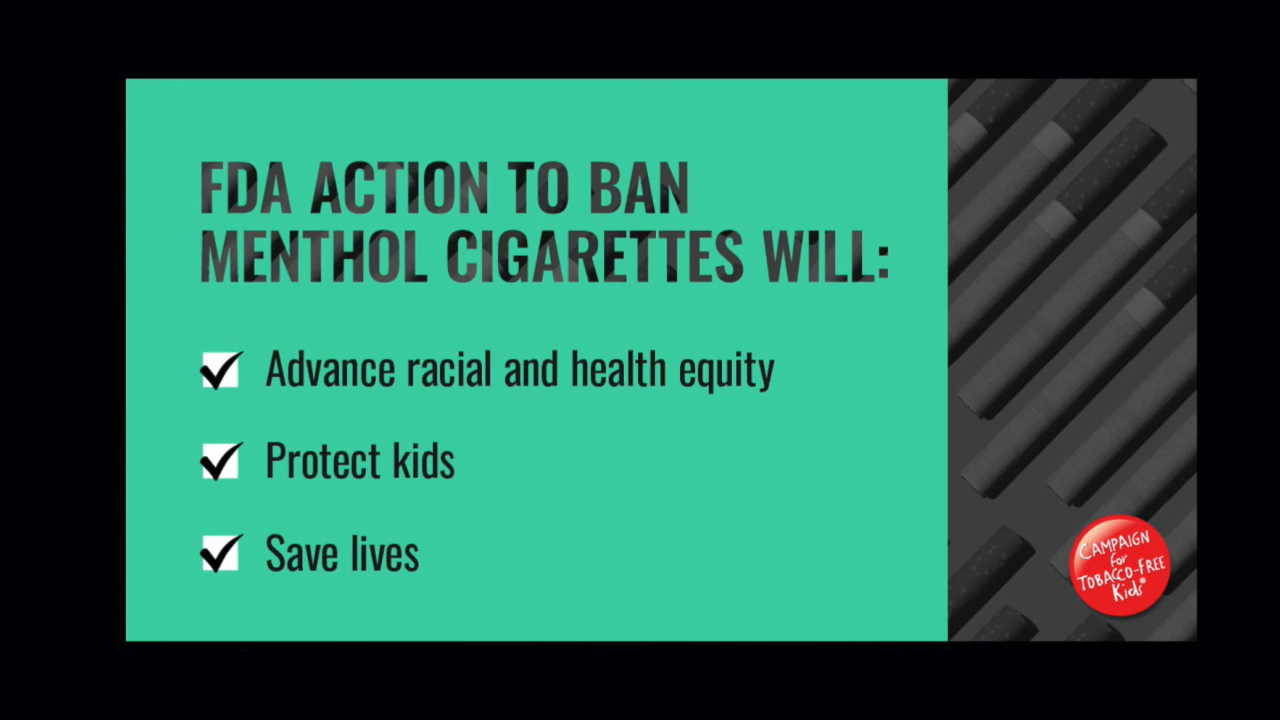 FDA ACTION TO BAN
MENTHOL CIGARETTES WILL:
Advance racial and health equity
Protect kids
Save lives
CAMPAIGN
for
TOBACCO-FREE
Kids®